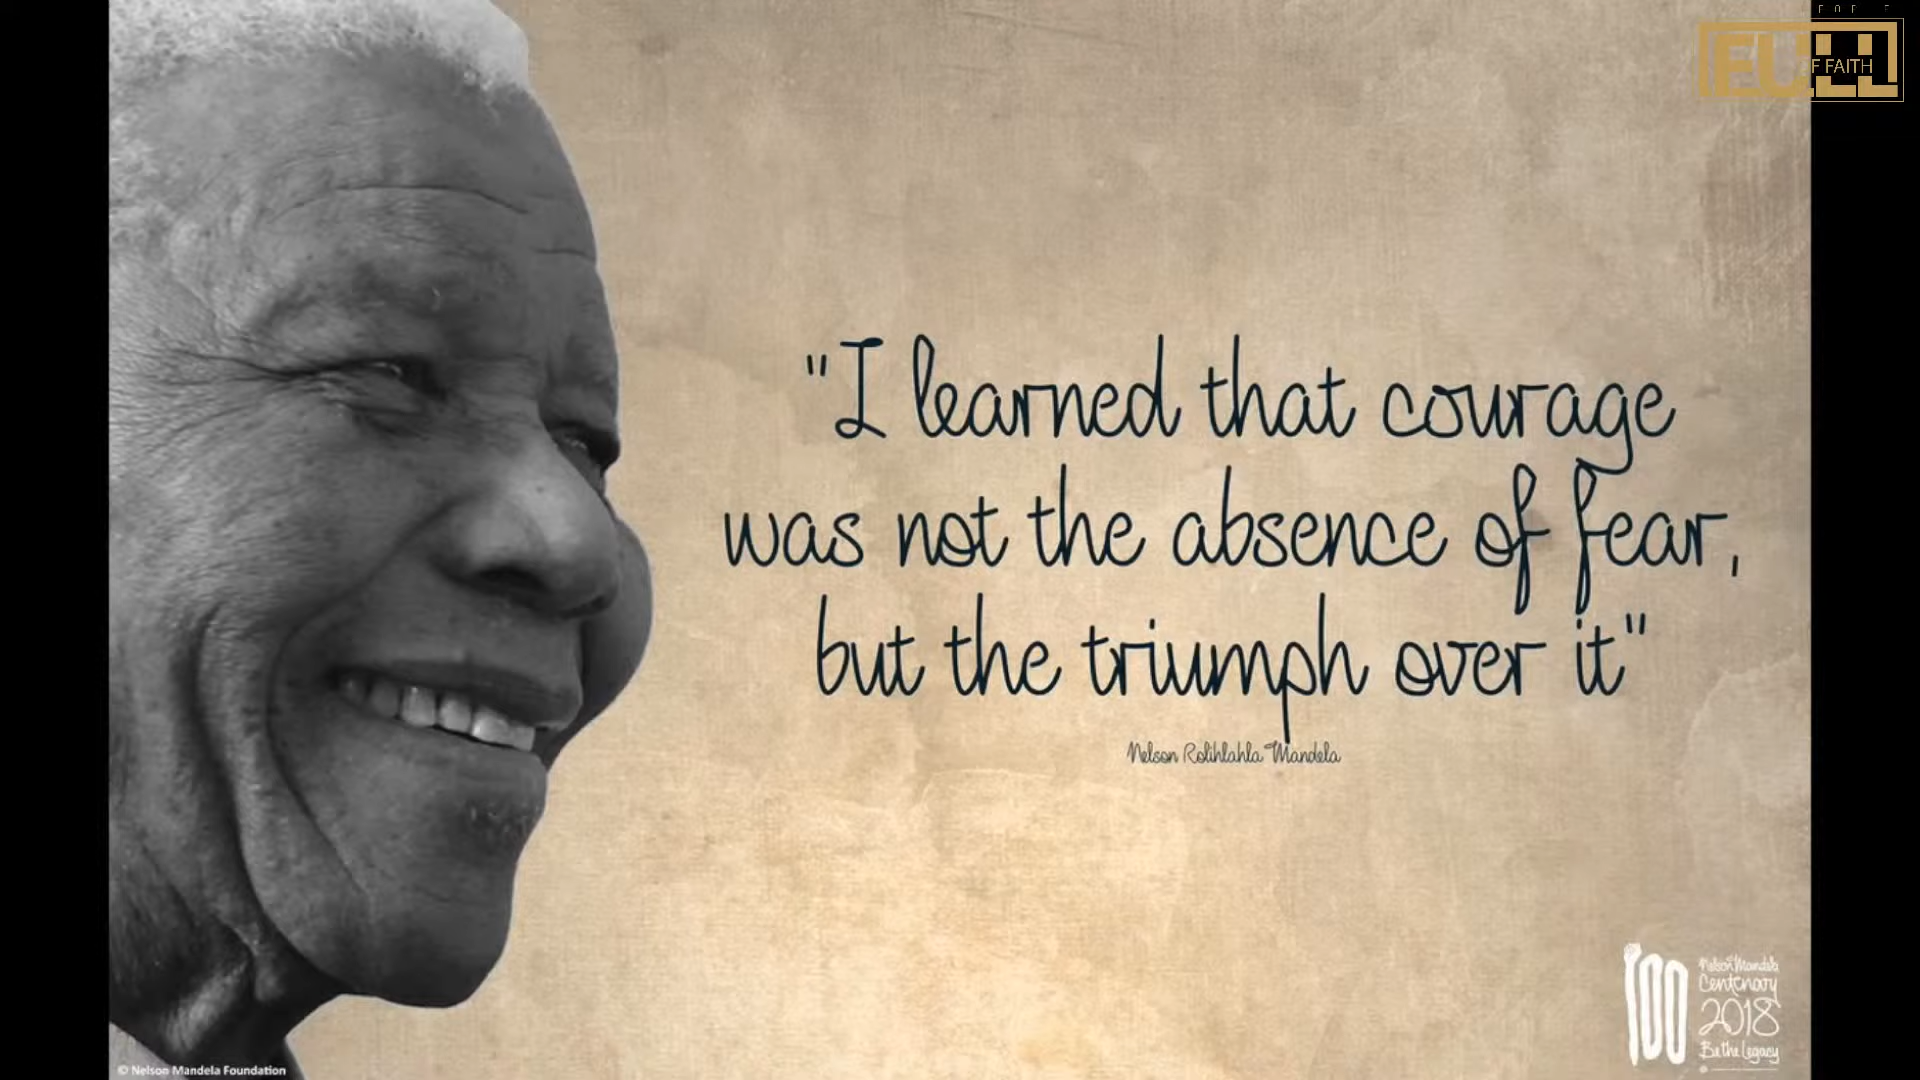 F FAITH
"I learned that courage
was not the absence of fear,
but the triumph over it"
Nelson Rolihlahla Mandela
100
Nelson Mandela
Centenary
2018
Be the Legacy
© Nelson Mandela Foundation